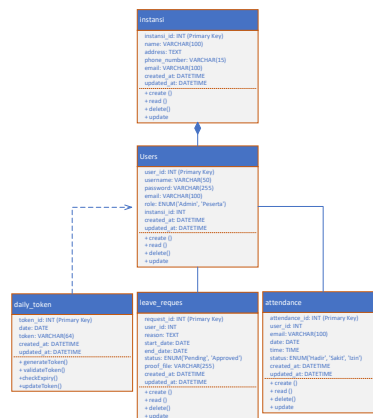 instansi
instansi_id: INT (Primary Key)
name: VARCHAR(100)
address: TEXT
phone_number: VARCHAR(15)
email: VARCHAR(100)
created_at: DATETIME
updated_at: DATETIME
+ create ()
+ read ()
+ delete()
+ update
Users
user_id: INT (Primary Key)
username: VARCHAR(50)
password: VARCHAR(255)
email: VARCHAR(100)
role: ENUM('Admin', 'Peserta')
instansi_id: INT
created_at: DATETIME
updated_at: DATETIME
+ create ()
+ read ()
+ delete()
+ update
daily_token
token_id: INT (Primary Key)
date: DATE
token: VARCHAR(64)
created_at: DATETIME
updated_at: DATETIME
+ generateToken()
+ validateToken()
+checkExpiry()
+updateToken()
leave_reques
request_id: INT (Primary Key)
user_id: INT
reason: TEXT
start_date: DATE
end_date: DATE
status: ENUM('Pending', 'Approved')
proof_file: VARCHAR(255)
created_at: DATETIME
updated_at: DATETIME
+ create ()
+ read ()
+ delete()
+ update
attendance
attendance_id: INT (Primary Key)
user_id: INT
email: VARCHAR(100)
date: DATE
time: TIME
status: ENUM('Hadir', 'Sakit', 'Izin')
created_at: DATETIME
updated_at: DATETIME
+ create ()
+ read ()
+ delete()
+ update